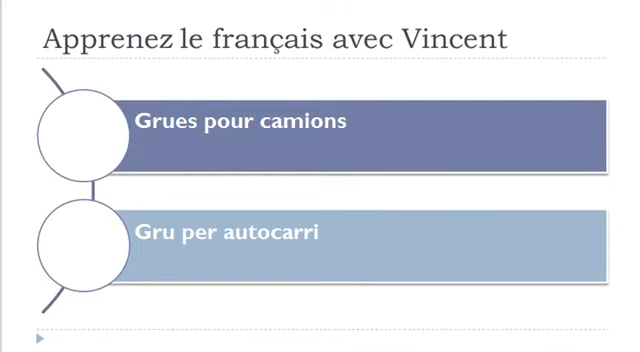 Apprenez le français avec Vincent
Grues pour camions
Gru per autocarri